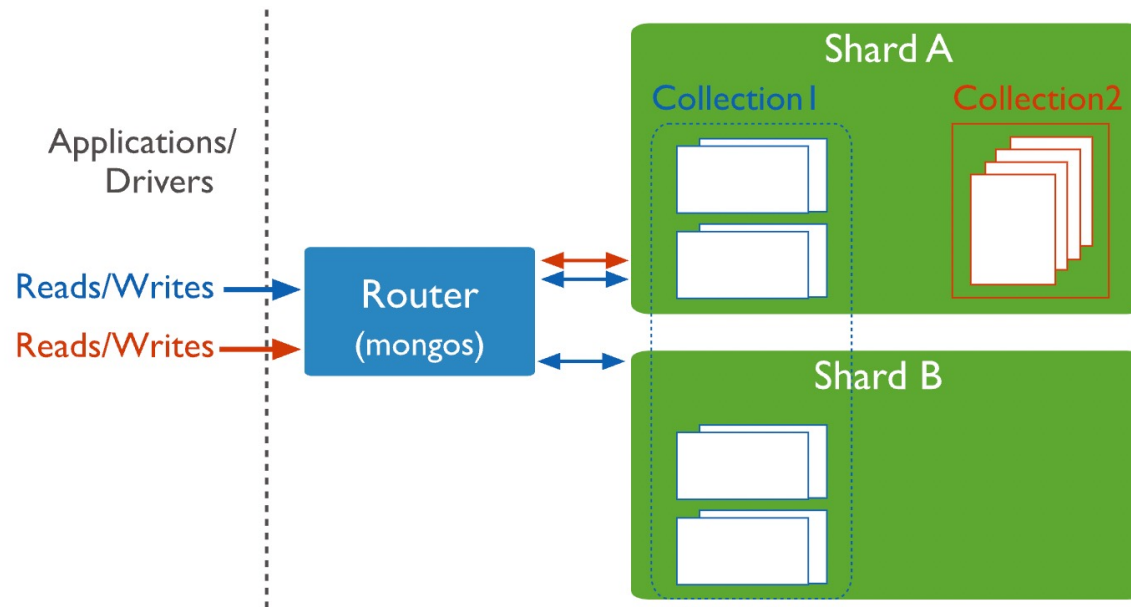 Applications/
Drivers
Reads/Writes
Reads/Writes
Router
(mongos)
Shard A
Collection1
Collection2
Shard B